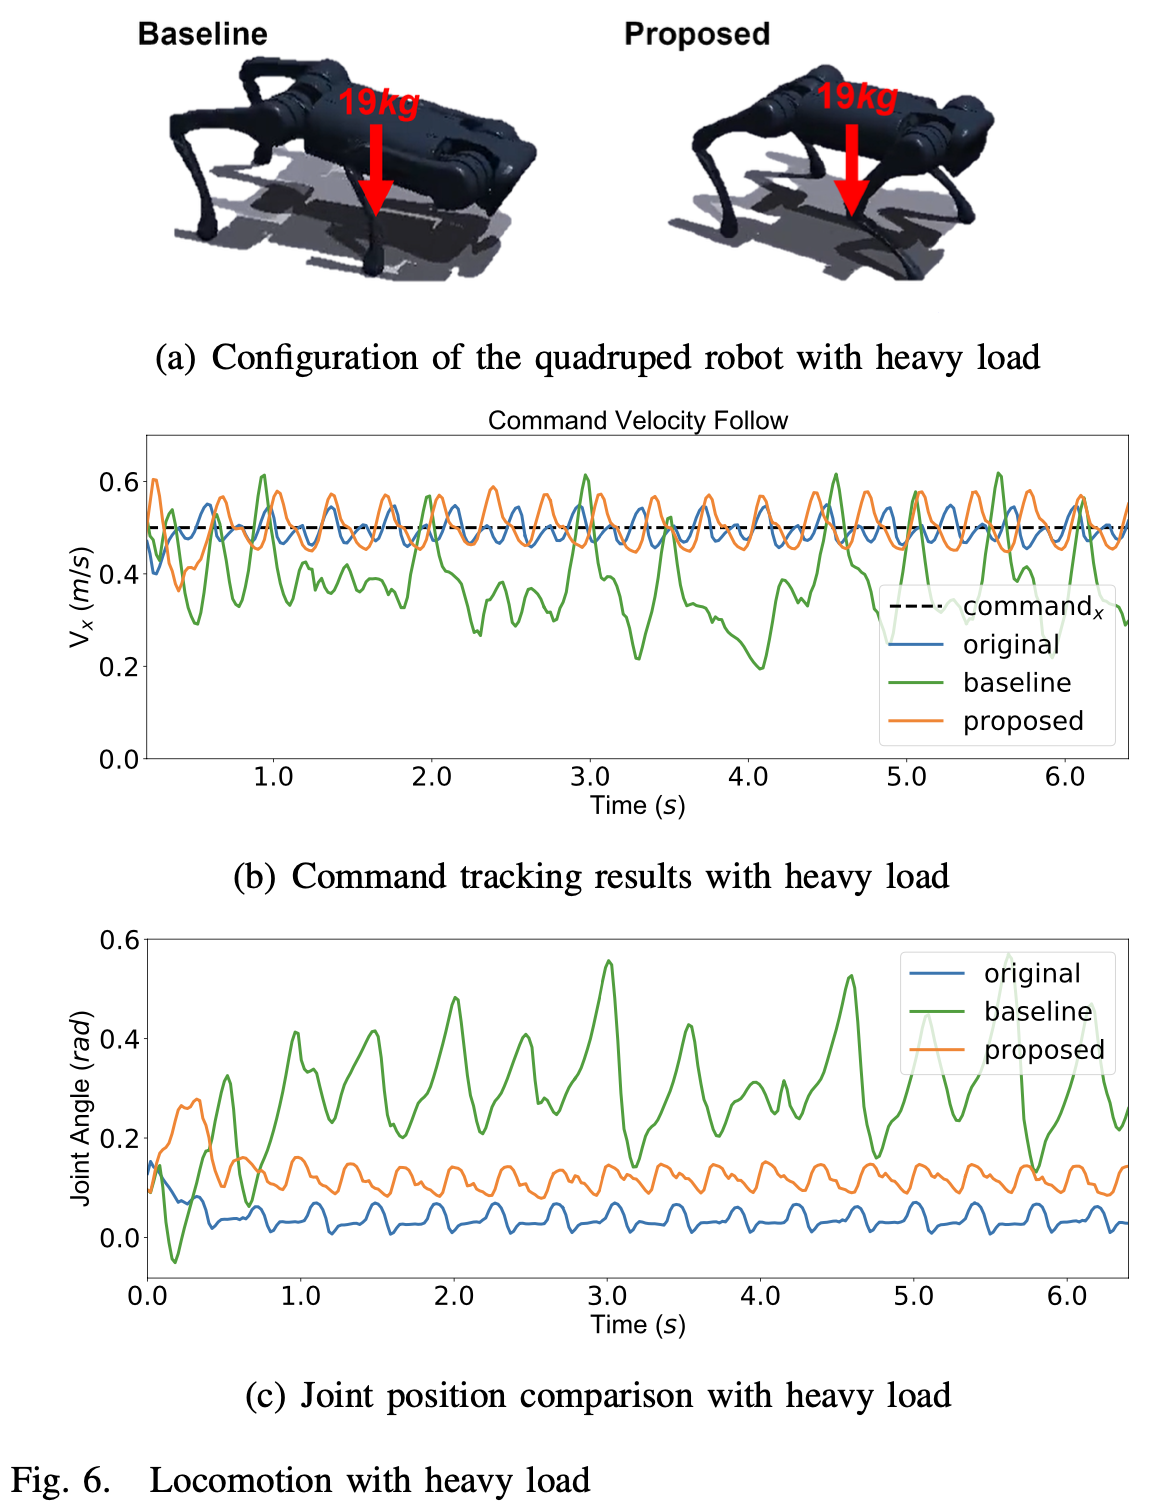 Baseline
Proposed
19kg
19kg
(a) Configuration of the quadruped robot with heavy load
Command Velocity Follow
0.6
0.4
0.2
0.0
Vx (m/s)
commandx
original
baseline
proposed
1.0 2.0 3.0 4.0 5.0 6.0
Time (s)
(b) Command tracking results with heavy load
0.6
0.4
0.2
0.0
Joint Angle (rad)
original
baseline
proposed
0.0 1.0 2.0 3.0 4.0 5.0 6.0
Time (s)
(c) Joint position comparison with heavy load
Fig. 6. Locomotion with heavy load